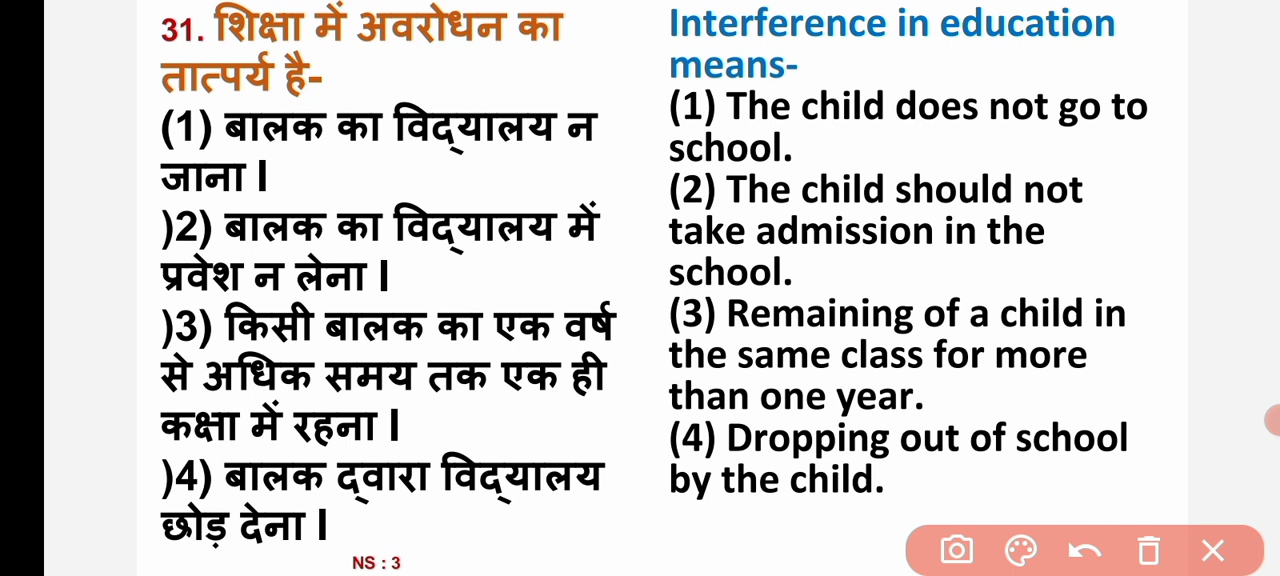 31. शिक्षा में अवरोधन का
तात्पर्य है-
(1) बालक का विद्यालय न
जाना l
)2) बालक का विद्यालय में
प्रवेश न लेना l
)3) किसी बालक का एक वर्ष
से अधिक समय तक एक ही
कक्षा में रहना l
)4) बालक द्वारा विद्यालय
छोड़ देना l
NS : 3
Interference in education
means-
(1) The child does not go to
school.
(2) The child should not
take admission in the
school.
(3) Remaining of a child in
the same class for more
than one year.
(4) Dropping out of school
by the child.